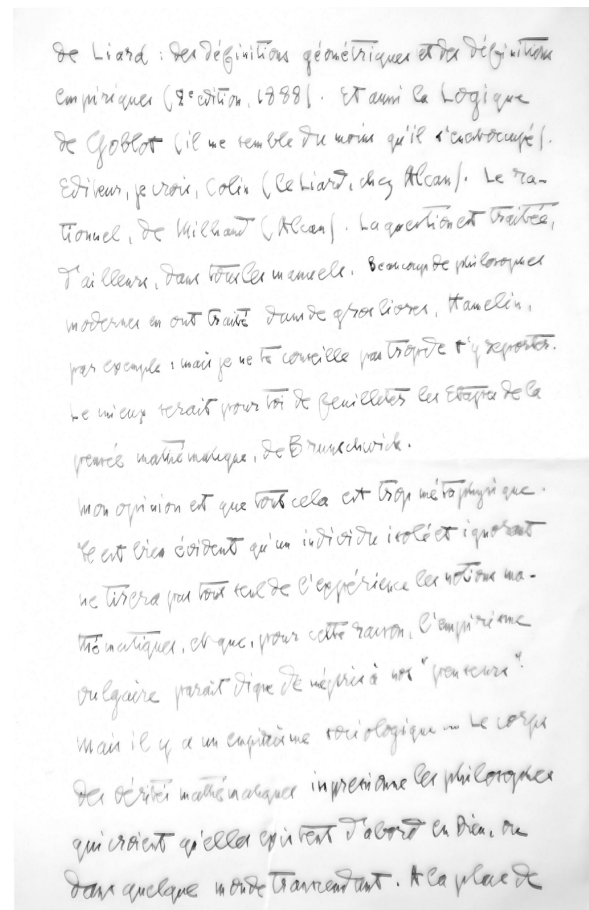 de Liard : des définitions géométriques et des définitions
empiriques (2e édition, 1888). Et aussi la Logique
de Goblot (il me semble du moins qu'il s'en est occupé).
Editeur, je crois, Colin (le Liard, chez Alcan). Le ra-
tionnel, de Milhaud (Alcan). La question est traitée,
d'ailleurs, dans tous les manuels. Beaucoup de philosophes
modernes en ont traité dans de gros livres, Hamelin,
par exemple : mais je ne te conseille pas trop de t'y reporter.
Le mieux serait pour toi de feuilleter les Etapes de la
pensée mathématique, de Brunschwick.
Mon opinion est que tout cela est trop métaphysique.
Il est bien évident qu'un individu isolé et ignorant
ne tirera pas tout seul de l'expérience les notions ma-
thématiques, et que, pour cette raison, l'empirisme
vulgaire paraît digne de mépris à nos "penseurs".
Mais il y a un empirisme sociologique — Le corps
des vérités mathématiques impressionne les philosophes
qui croient qu'elles existent d'abord en Dieu, ou
dans quelque monde transcendant. A la place de